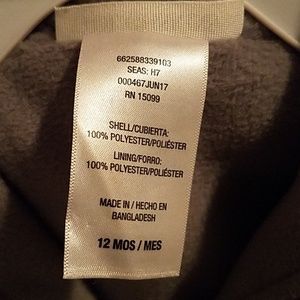 662588339103
SEAS: H7
000467JUN17
RN 15099
SHELL/CUBIERTA:
100% POLYESTER/POLIÉSTER
LINING/FORRO:
100% POLYESTER/POLIÉSTER
MADE IN / HECHO EN
BANGLADESH
12 MOS / MES